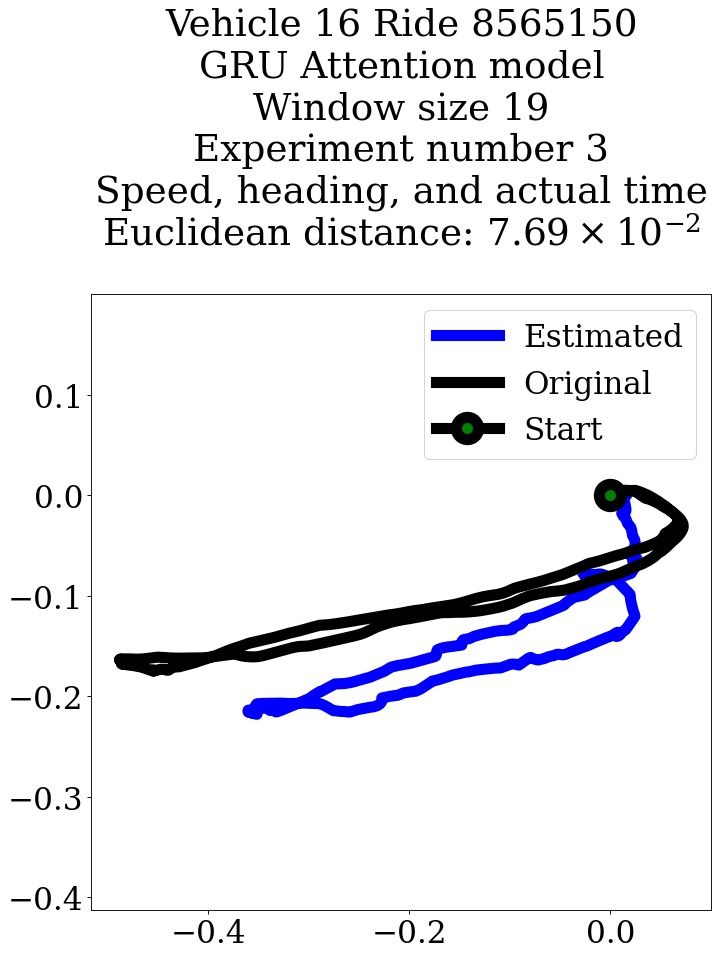 Vehicle 16 Ride 8565150
GRU Attention model
Window size 19
Experiment number 3
Speed, heading, and actual time
Euclidean distance: 7.69 × 10⁻²
Estimated
Original
Start
0.1
0.0
−0.1
−0.2
−0.3
−0.4
−0.4 −0.2 0.0